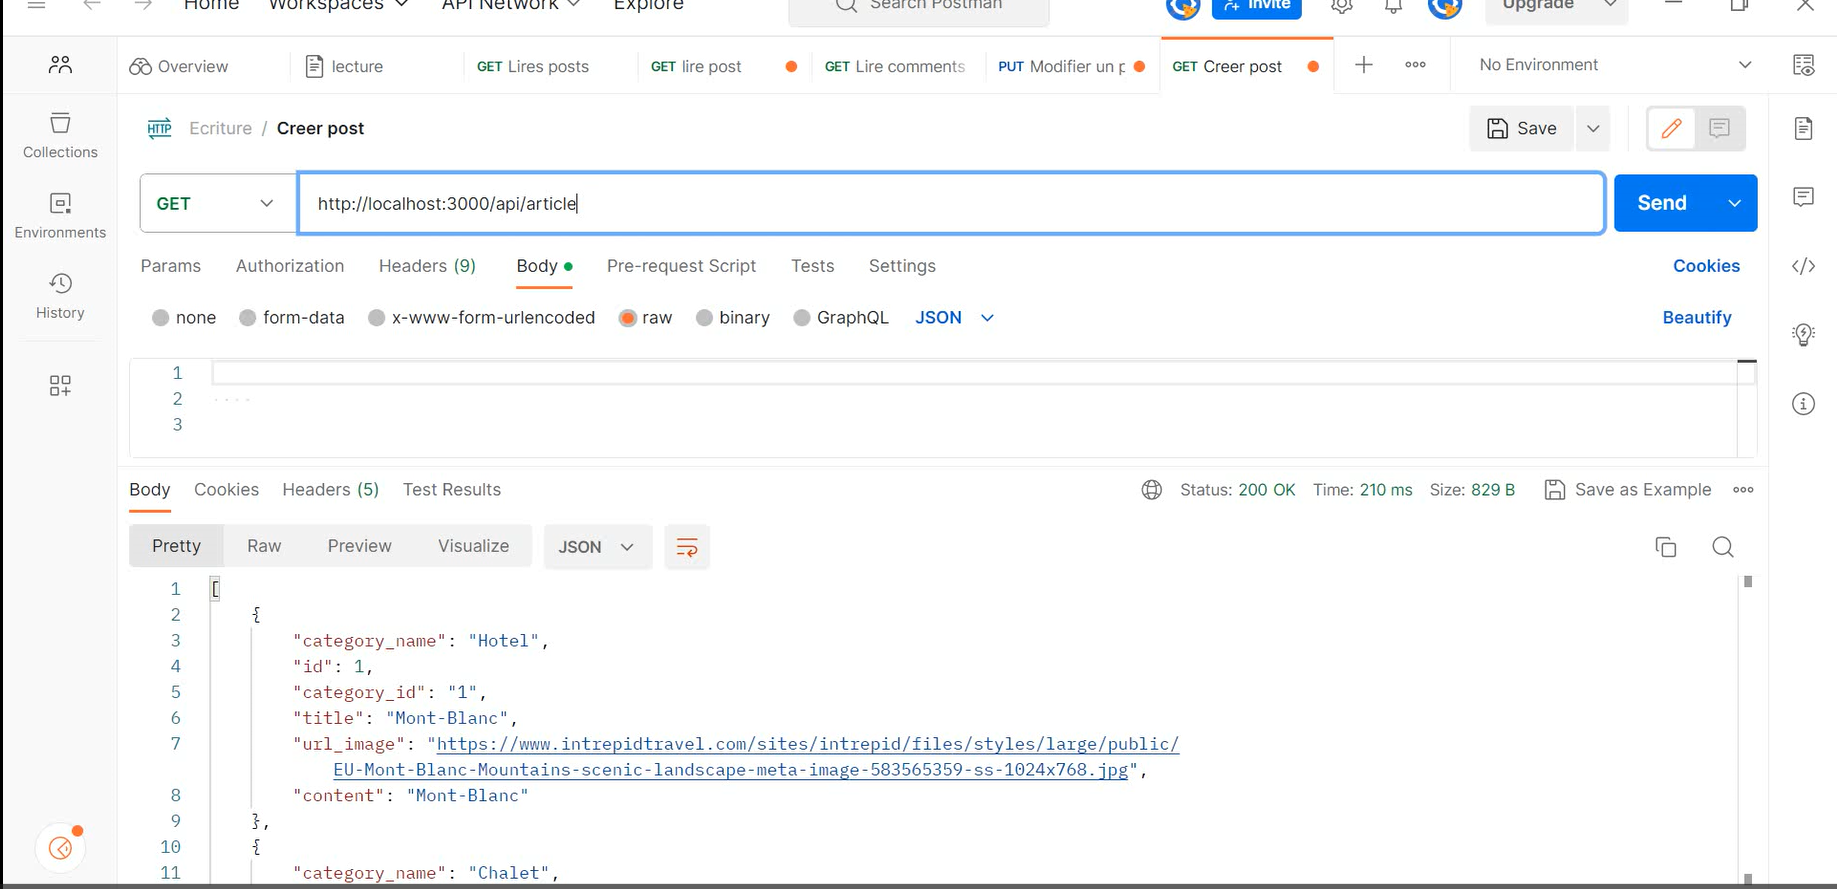 Home Workspaces API Network Explore Search Postman Invite Upgrade
Overview lecture GET Lires posts GET lire post GET Lire comments PUT Modifier un p GET Creer post No Environment
HTTP Ecriture / Creer post Save
Collections
GET http://localhost:3000/api/article Send
Environments
Params Authorization Headers (9) Body Pre-request Script Tests Settings Cookies
History
none form-data x-www-form-urlencoded raw binary GraphQL JSON Beautify
1
2
3
Body Cookies Headers (5) Test Results Status: 200 OK Time: 210 ms Size: 829 B Save as Example
Pretty Raw Preview Visualize JSON
1 [
2 {
3 "category_name": "Hotel",
4 "id": 1,
5 "category_id": "1",
6 "title": "Mont-Blanc",
7 "url_image": "https://www.intrepidtravel.com/sites/intrepid/files/styles/large/public/
EU-Mont-Blanc-Mountains-scenic-landscape-meta-image-583565359-ss-1024x768.jpg",
8 "content": "Mont-Blanc"
9 },
10 {
11 "category_name": "Chalet",